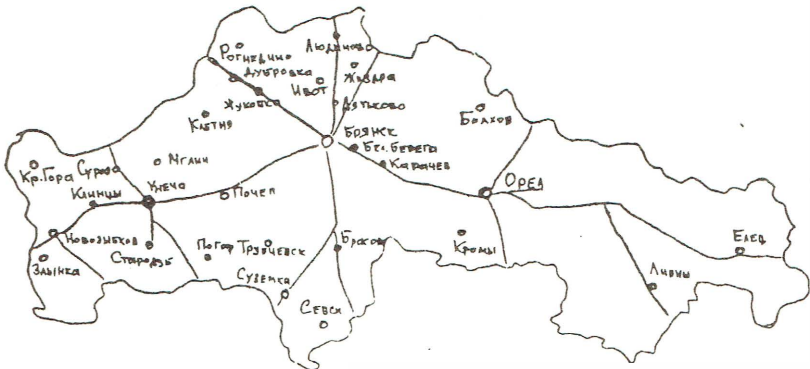 Людиново
Рогнедино
Дубровка
Жиздра
Ивот
Жуковка
Дятьково
Клетня
Болхов
Брянск
Бел. Берега
Карачев
Мглин
Кр. Гора
Сураж
Унеча
Почеп
Орел
Клинцы
Новозыбков
Злынка
Стародуб
Погар
Трубчевск
Брасов
Кромы
Елец
Суземка
Ливны
Севск